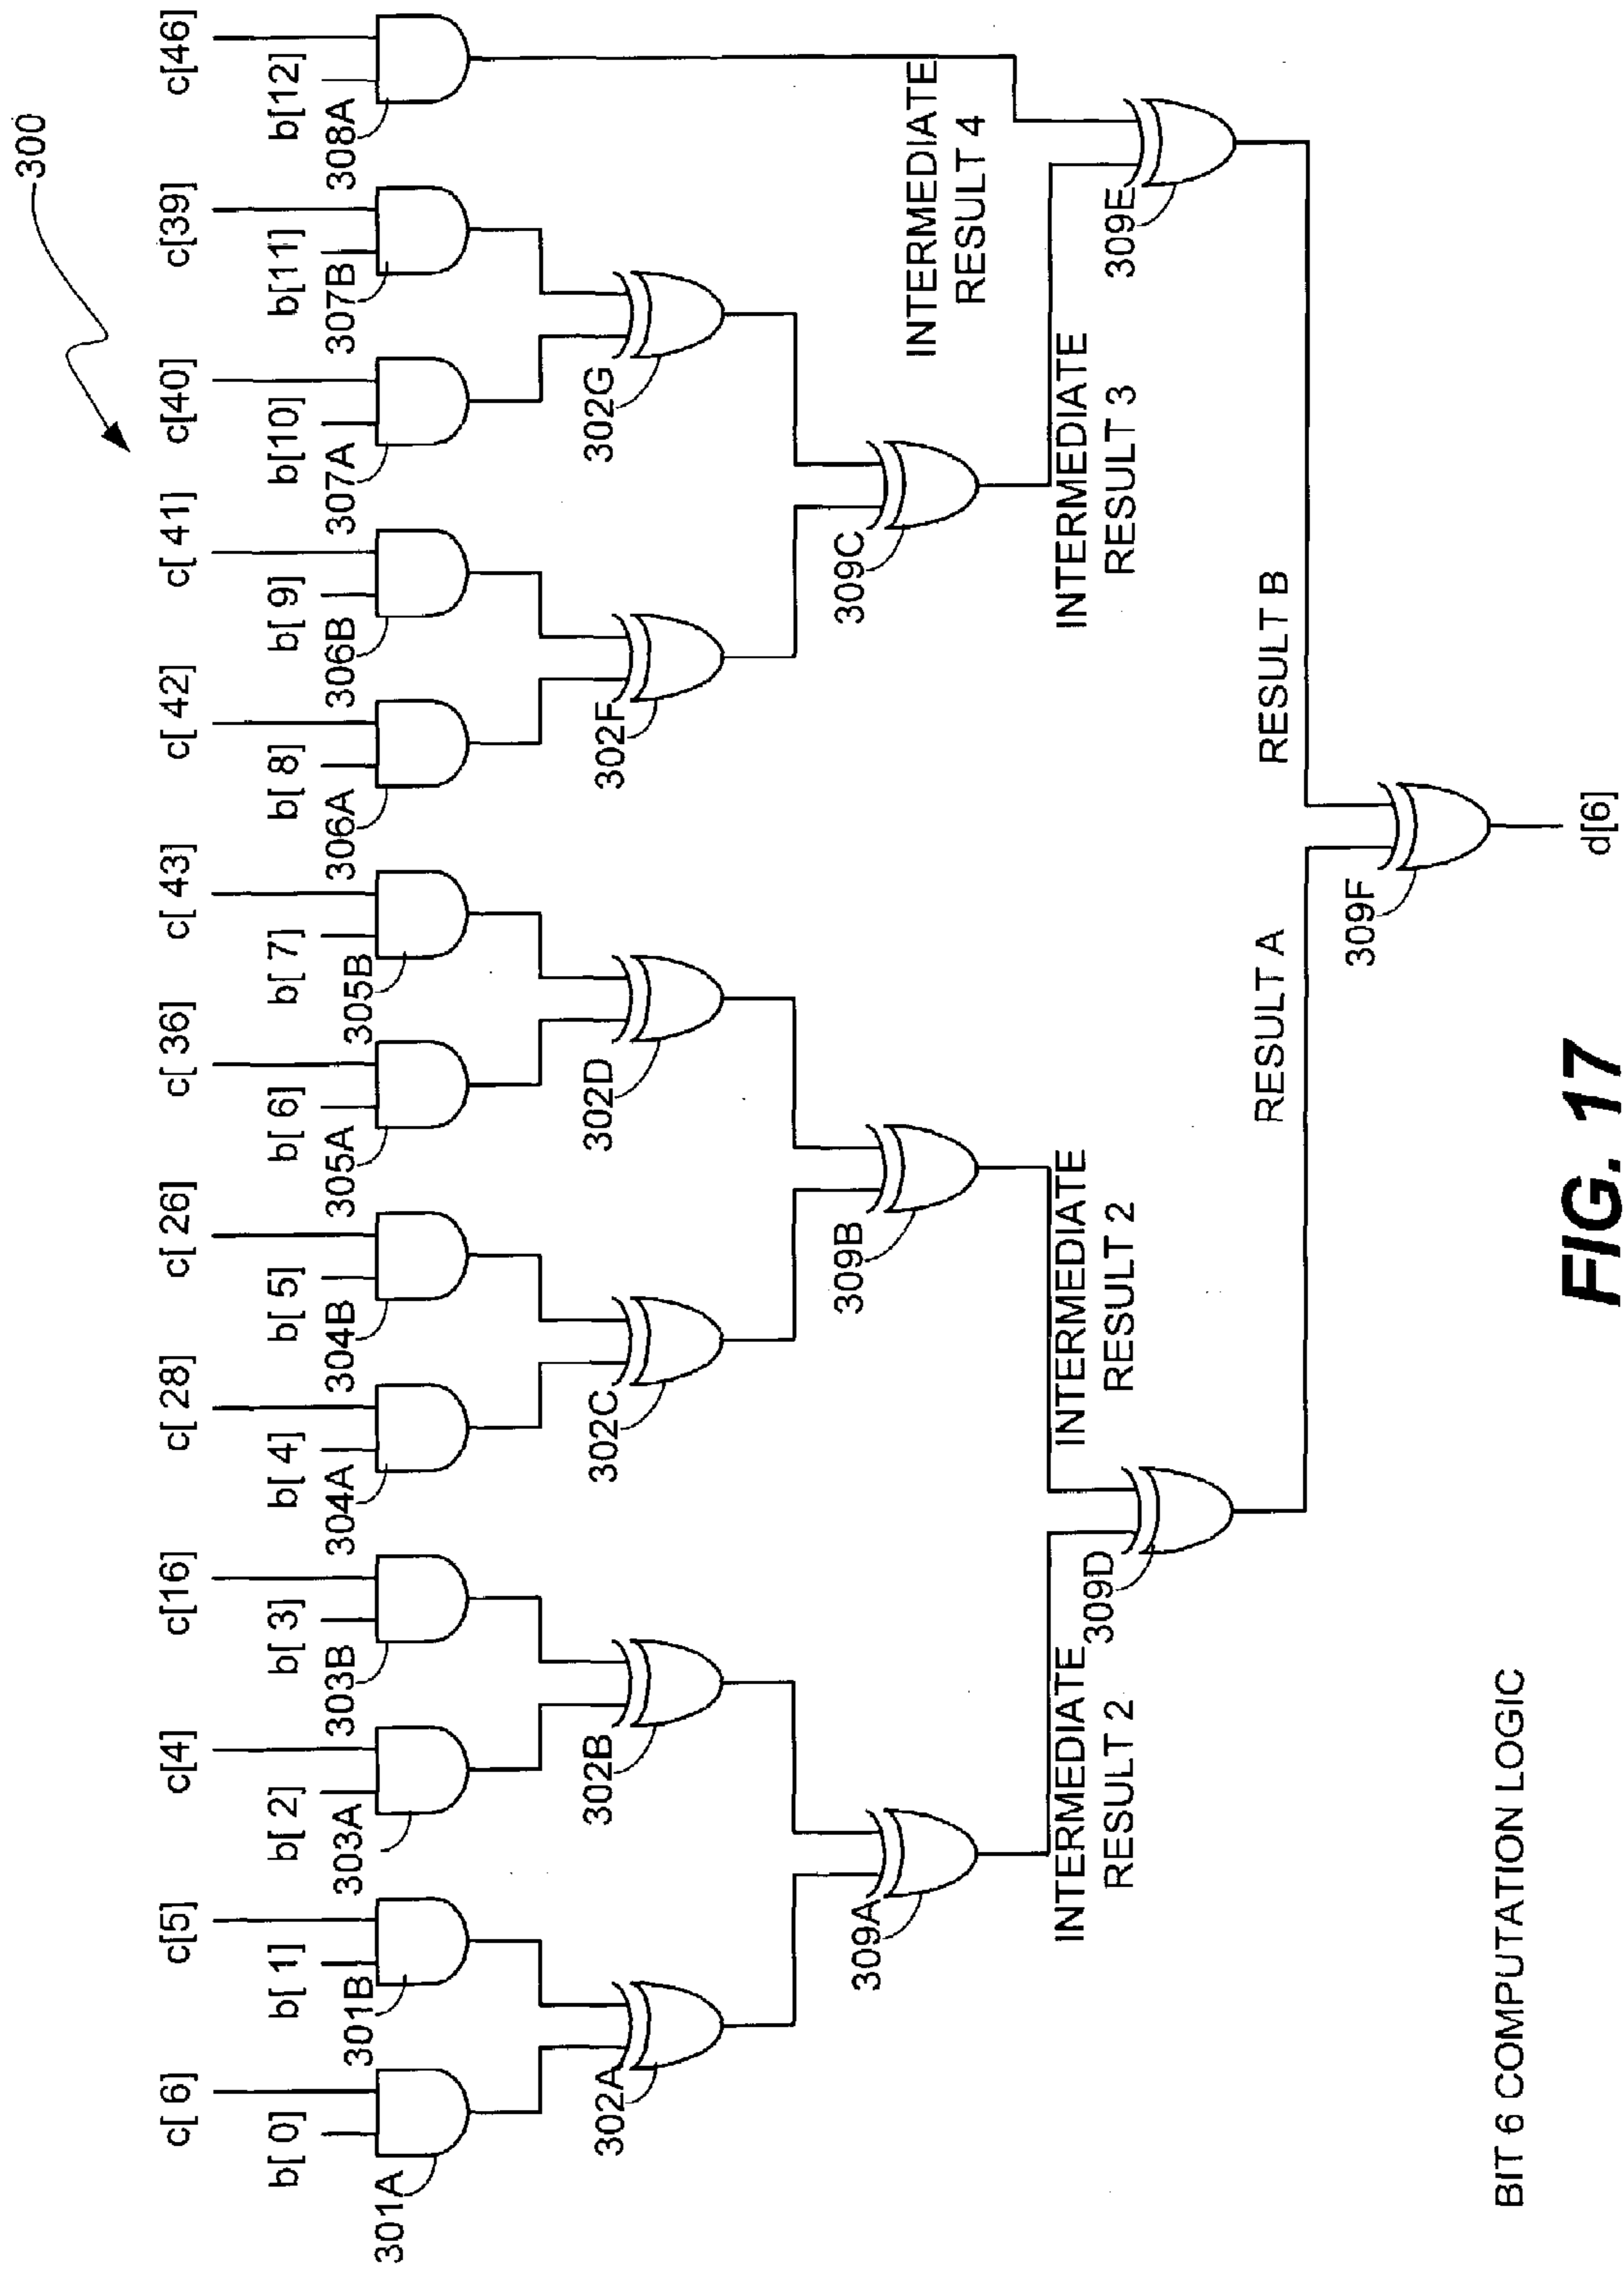 300
c[ 6]
c[5]
c[4]
c[16]
c[ 28]
c[ 26]
c[ 36]
c[ 43]
c[ 42]
c[ 41]
c[40]
c[39]
c[46]
b[ 0]
b[ 1]
b[ 2]
b[ 3]
b[ 4]
b[ 5]
b[ 6]
b[ 7]
b[ 8]
b[ 9]
b[10]
b[11]
b[12]
301A
301B
303A
303B
304A
304B
305A
305B
306A
306B
307A
307B
308A
302A
302B
302C
302D
302F
302G
309A
309B
309C
INTERMEDIATE
RESULT 4
INTERMEDIATE
RESULT 2
309D
INTERMEDIATE
RESULT 2
INTERMEDIATE
RESULT 3
309E
RESULT A
RESULT B
309F
d[6]
BIT 6 COMPUTATION LOGIC
FIG. 17